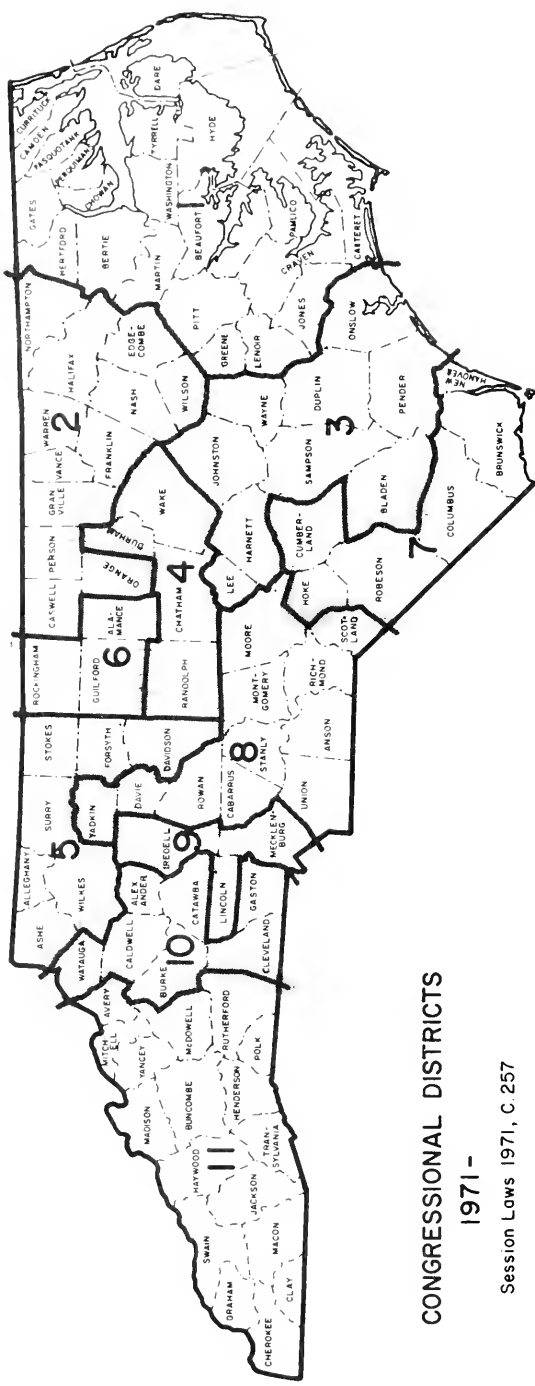 CURRITUCK
CAMDEN
PASQUOTANK
PERQUIMANS
CHOWAN
GATES
HERTFORD
BERTIE
WASHINGTON
TYRRELL
DARE
HYDE
MARTIN
BEAUFORT
PITT
GREENE
LENOIR
CRAVEN
PAMLICO
JONES
CARTERET
1
NORTHAMPTON
WARREN
HALIFAX
VANCE
GRAN
VILLE
PERSON
CASWELL
FRANKLIN
NASH
EDGE-
COMBE
WILSON
2
ORANGE
DURHAM
WAKE
CHATHAM
RANDOLPH
4
JOHNSTON
WAYNE
LEE
HARNETT
SAMPSON
DUPLIN
ONSLOW
PENDER
BLADEN
3
CUMBER-
LAND
HOKE
ROBESON
COLUMBUS
BRUNSWICK
NEW
HANOVER
7
ROCKINGHAM
GUILFORD
ALA-
MANCE
6
ALLEGHANY
ASHE
SURRY
STOKES
WILKES
FORSYTH
DAVIDSON
5
YADKIN
DAVIE
ROWAN
CABARRUS
STANLY
MONT-
GOMERY
MOORE
RICH-
MOND
SCOT-
LAND
ANSON
UNION
8
IREDELL
LINCOLN
MECKLEN-
BURG
9
WATAUGA
CALDWELL
ALEX
ANDER
BURKE
CATAWBA
CLEVELAND
GASTON
10
AVERY
MITCH
ELL
YANCEY
McDOWELL
MADISON
BUNCOMBE
RUTHERFORD
HENDERSON
POLK
HAYWOOD
TRAN-
SYLVANIA
JACKSON
SWAIN
MACON
GRAHAM
CHEROKEE
CLAY
11
CONGRESSIONAL DISTRICTS
1971-
Session Laws 1971, C. 257